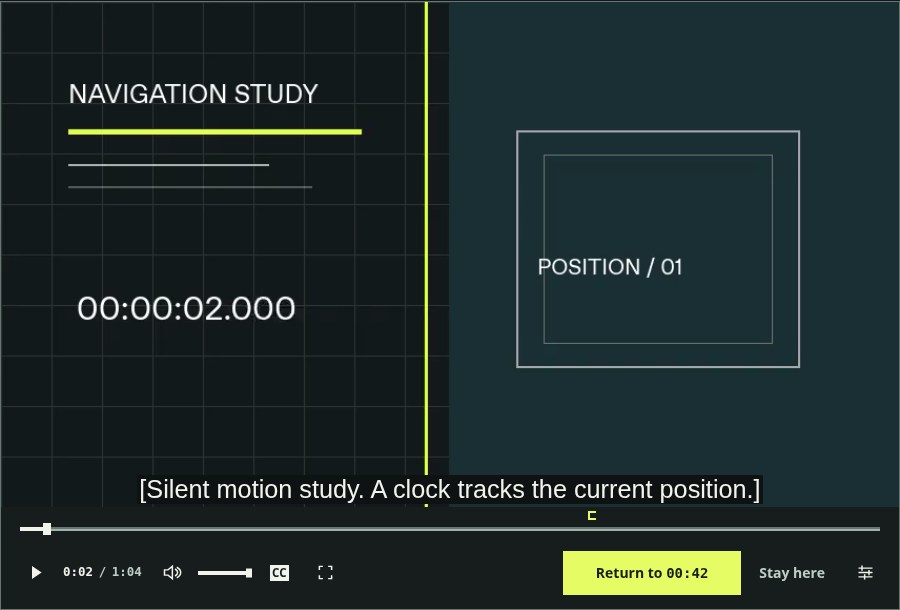 NAVIGATION STUDY
00:00:02.000
POSITION / 01
[Silent motion study. A clock tracks the current position.]
0:02 / 1:04
CC
Return to 00:42
Stay here